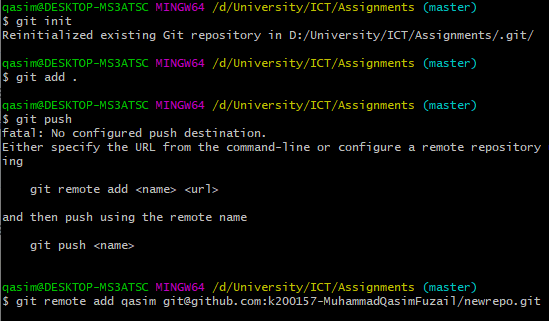 qasim@DESKTOP-MS3ATSC MINGW64 /d/University/ICT/Assignments (master)
$ git init
Reinitialized existing Git repository in D:/University/ICT/Assignments/.git/
qasim@DESKTOP-MS3ATSC MINGW64 /d/University/ICT/Assignments (master)
$ git add .
qasim@DESKTOP-MS3ATSC MINGW64 /d/University/ICT/Assignments (master)
$ git push
fatal: No configured push destination.
Either specify the URL from the command-line or configure a remote repository
ing
git remote add <name> <url>
and then push using the remote name
git push <name>
qasim@DESKTOP-MS3ATSC MINGW64 /d/University/ICT/Assignments (master)
$ git remote add qasim git@github.com:k200157-MuhammadQasimFuzail/newrepo.git